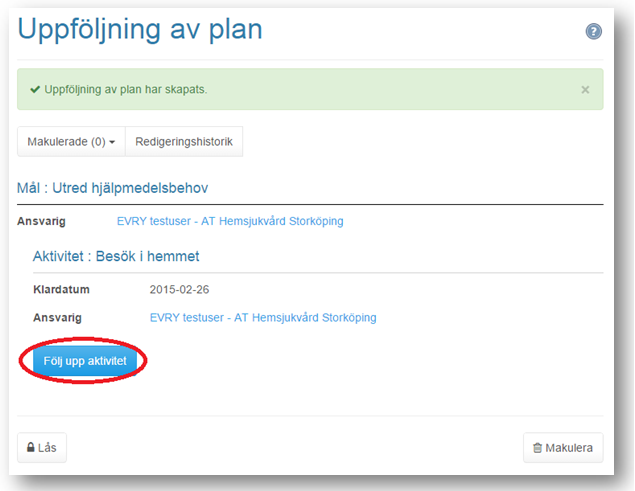 Uppföljning av plan
Uppföljning av plan har skapats.
Makulerade (0) Redigeringshistorik
Mål : Utred hjälpmedelsbehov
Ansvarig EVRY testuser - AT Hemsjukvård Storköping
Aktivitet : Besök i hemmet
Klardatum 2015-02-26
Ansvarig EVRY testuser - AT Hemsjukvård Storköping
Följ upp aktivitet
Lås Makulera